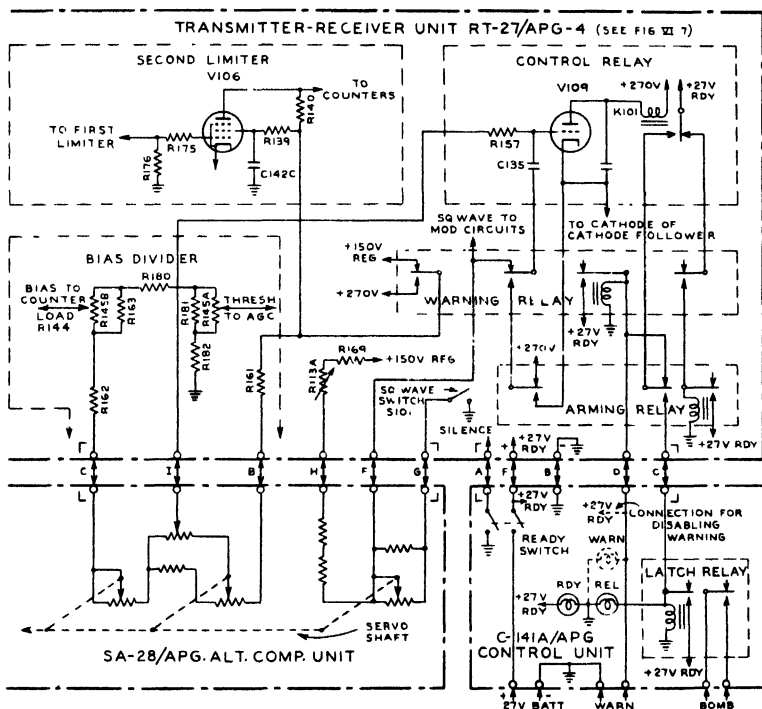 TRANSMITTER-RECEIVER UNIT RT-27/APG-4 (SEE FIG VI 7)
SECOND LIMITER
V106
TO COUNTERS
R140
TO FIRST LIMITER
R175
R139
R176
C142C
CONTROL RELAY
V109
+270V
+27V RDY
K101
R157
C135
TO CATHODE OF CATHODE FOLLOWER
SQ WAVE TO MOD CIRCUITS
+150V REG
+270V
WARNING RELAY
+27V RDY
BIAS DIVIDER
R180
BIAS TO COUNTER LOAD R144
R145B
R163
R181
R145A
THRESH TO AGC
R182
R162
R161
R113A
R169
+150V REG
SQ WAVE SWITCH S101
+270V
ARMING RELAY
+27V RDY
SILENCE
+27V RDY
C
I
B
H
F
G
A
F
B
D
C
+27V RDY
READY SWITCH
+27V RDY
CONNECTION FOR DISABLING WARNING
WARN
RDY
REL
+27V RDY
LATCH RELAY
+27V RDY
SERVO SHAFT
SA-28/APG. ALT. COMP. UNIT
C-141A/APG CONTROL UNIT
+ -
27V BATT
WARN
BOMB